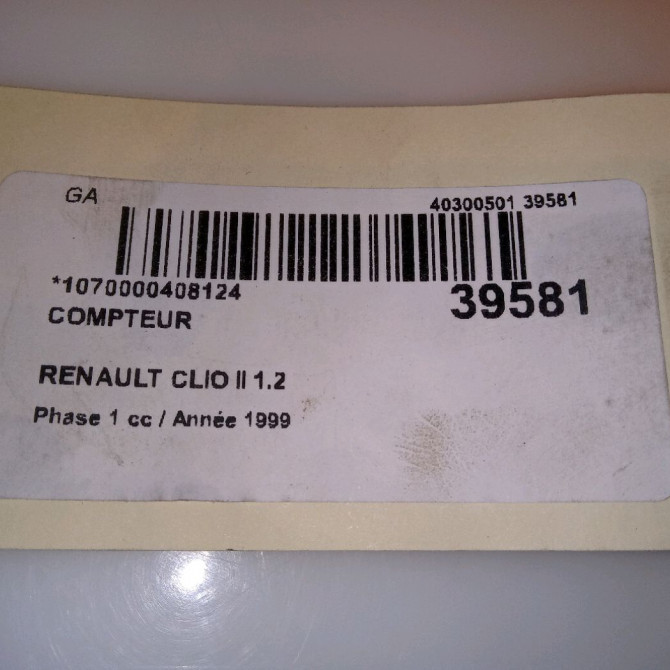 GA
40300501 39581
*1070000408124
39581
COMPTEUR
RENAULT CLIO II 1.2
Phase 1 cc / Année 1999